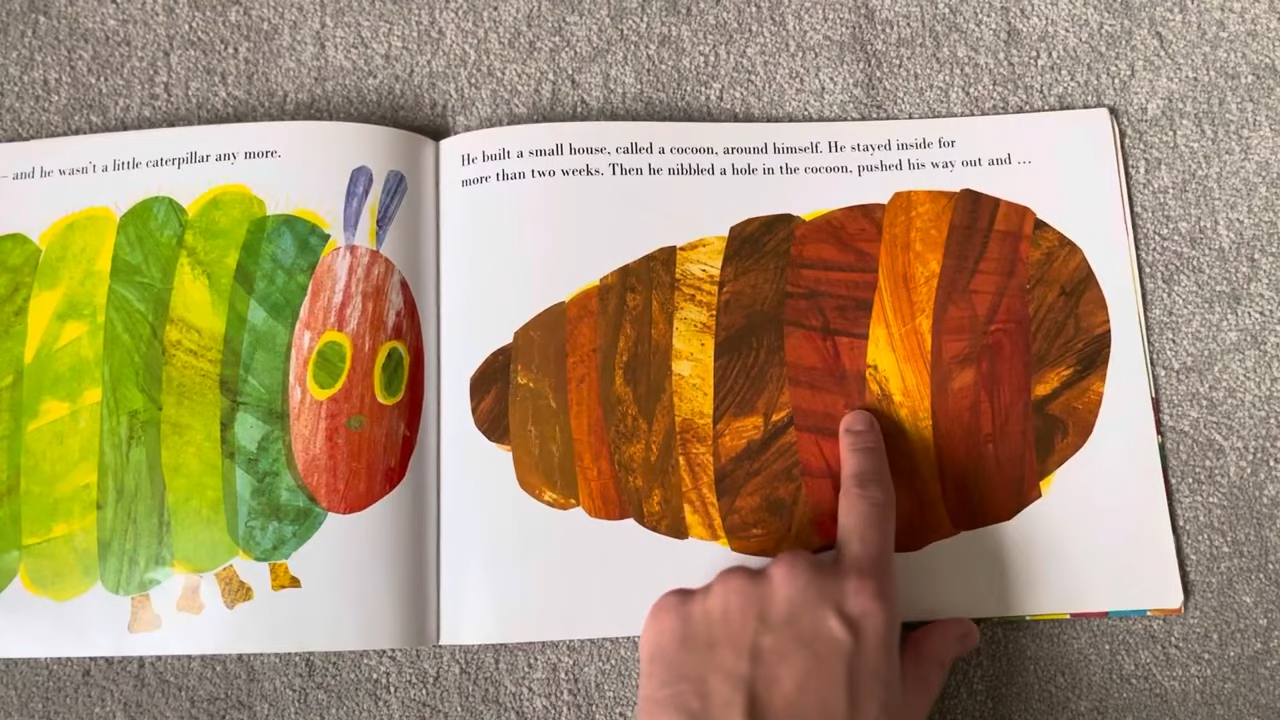 – and he wasn't a little caterpillar any more.
He built a small house, called a cocoon, around himself. He stayed inside for
more than two weeks. Then he nibbled a hole in the cocoon, pushed his way out and ...